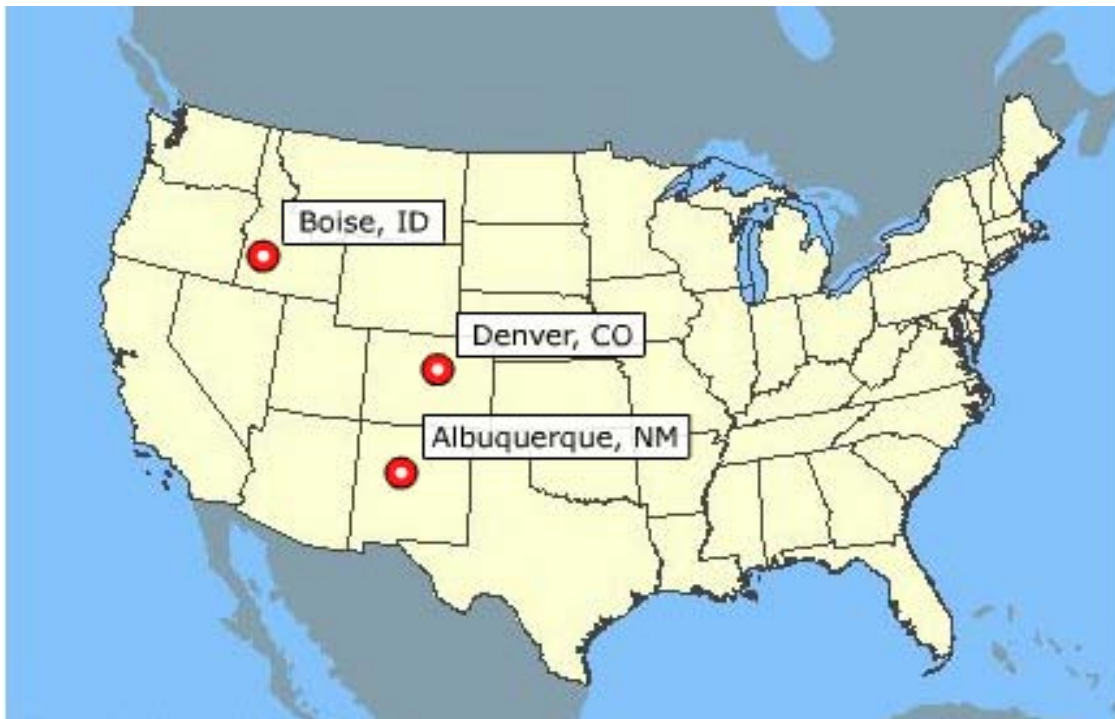 Boise, ID
Denver, CO
Albuquerque, NM